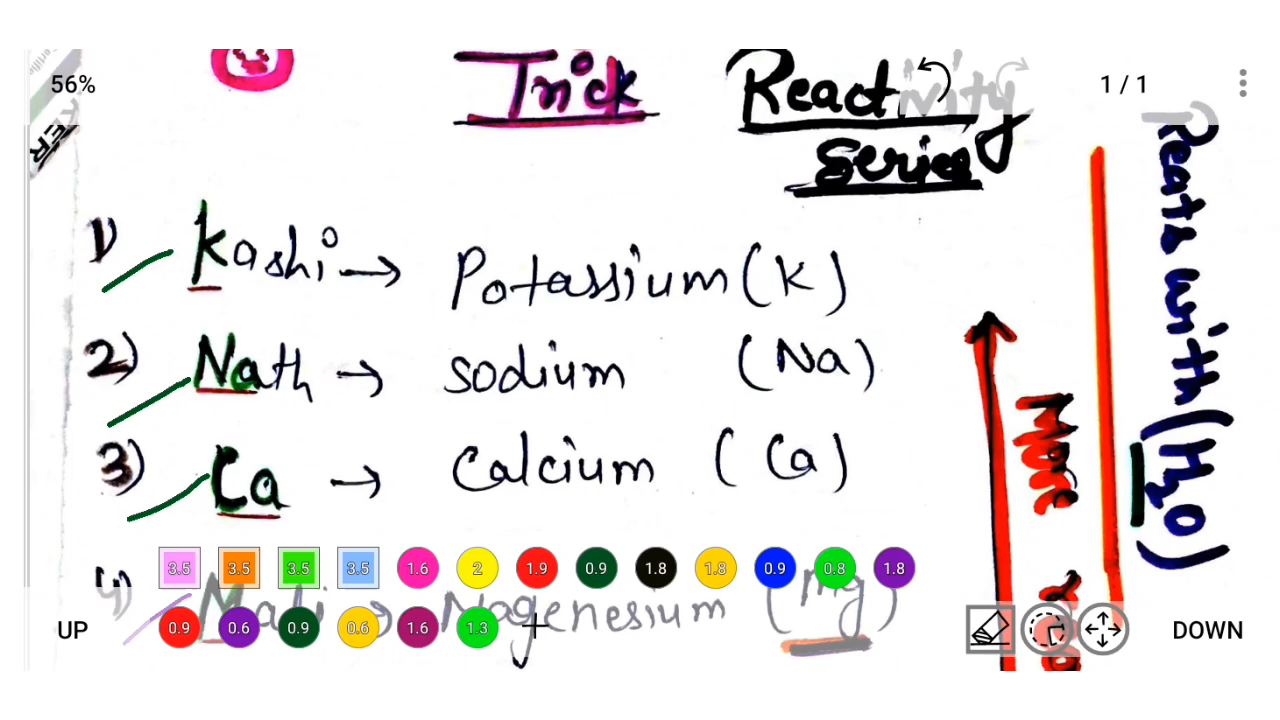 56%
Trick Reactivity
Series
1/1
ER
1) Kashi → Potassium (K)
2) Nath → sodium (Na)
3) Ca → Calcium (Ca)
4) → Magenesium (Mg)
Reats with (H2O)
More
3.5 3.5 3.5 3.5 1.6 2 1.9 0.9 1.8 1.8 0.9 0.8 1.8
UP 0.9 0.6 0.9 0.6 1.6 1.3 + DOWN